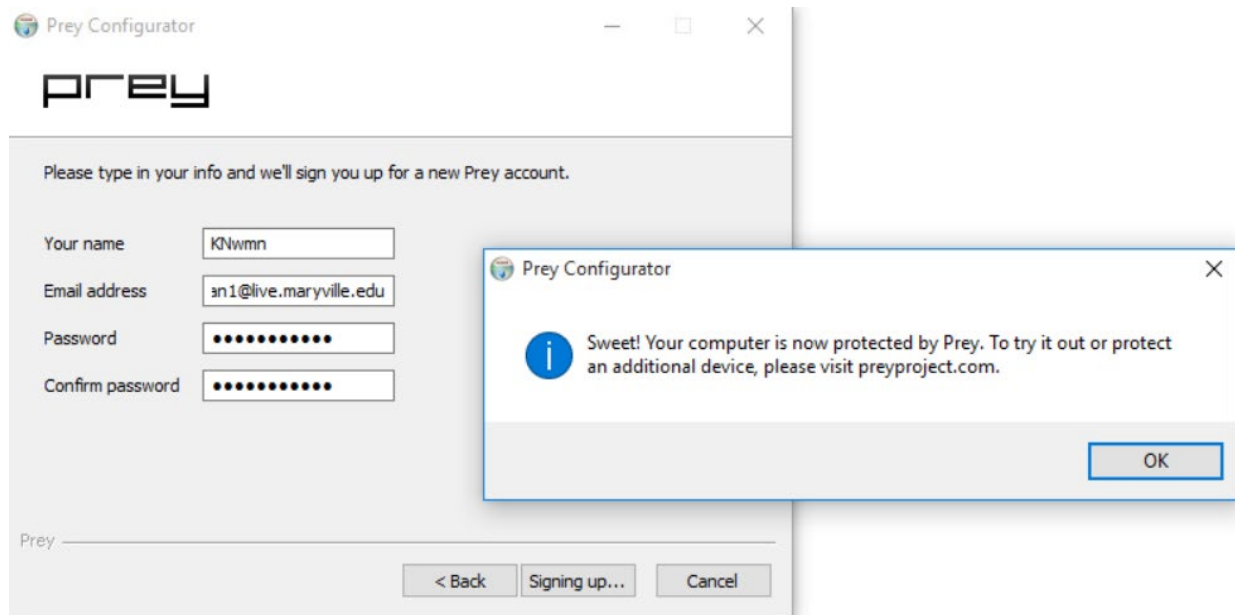 Prey Configurator
prey
Please type in your info and we'll sign you up for a new Prey account.
Your name
KNwmn
Email address
an1@live.maryville.edu
Password
●●●●●●●●●●●
Confirm password
●●●●●●●●●●●
Prey
< Back
Signing up...
Cancel
Prey Configurator
Sweet! Your computer is now protected by Prey. To try it out or protect
an additional device, please visit preyproject.com.
OK